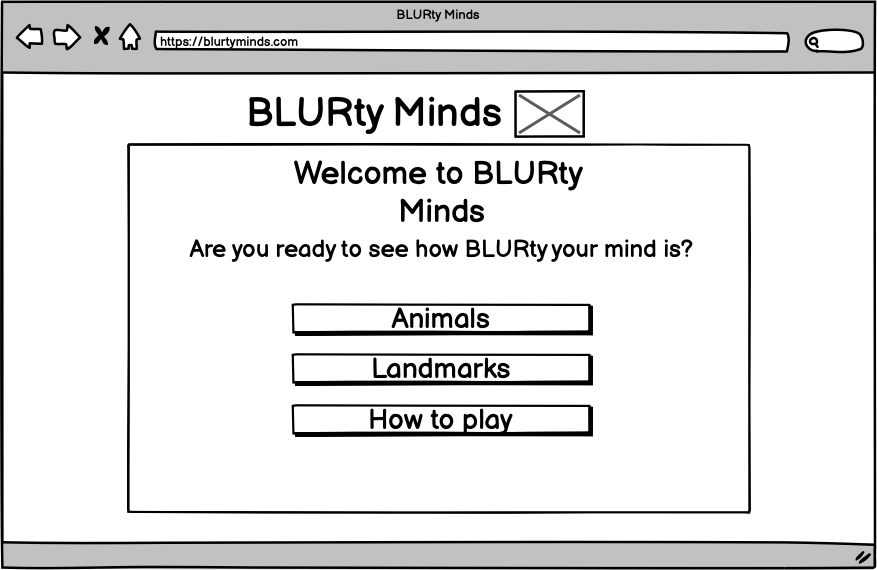 BLURty Minds
https://blurtyminds.com
BLURty Minds
Welcome to BLURty
Minds
Are you ready to see how BLURty your mind is?
Animals
Landmarks
How to play